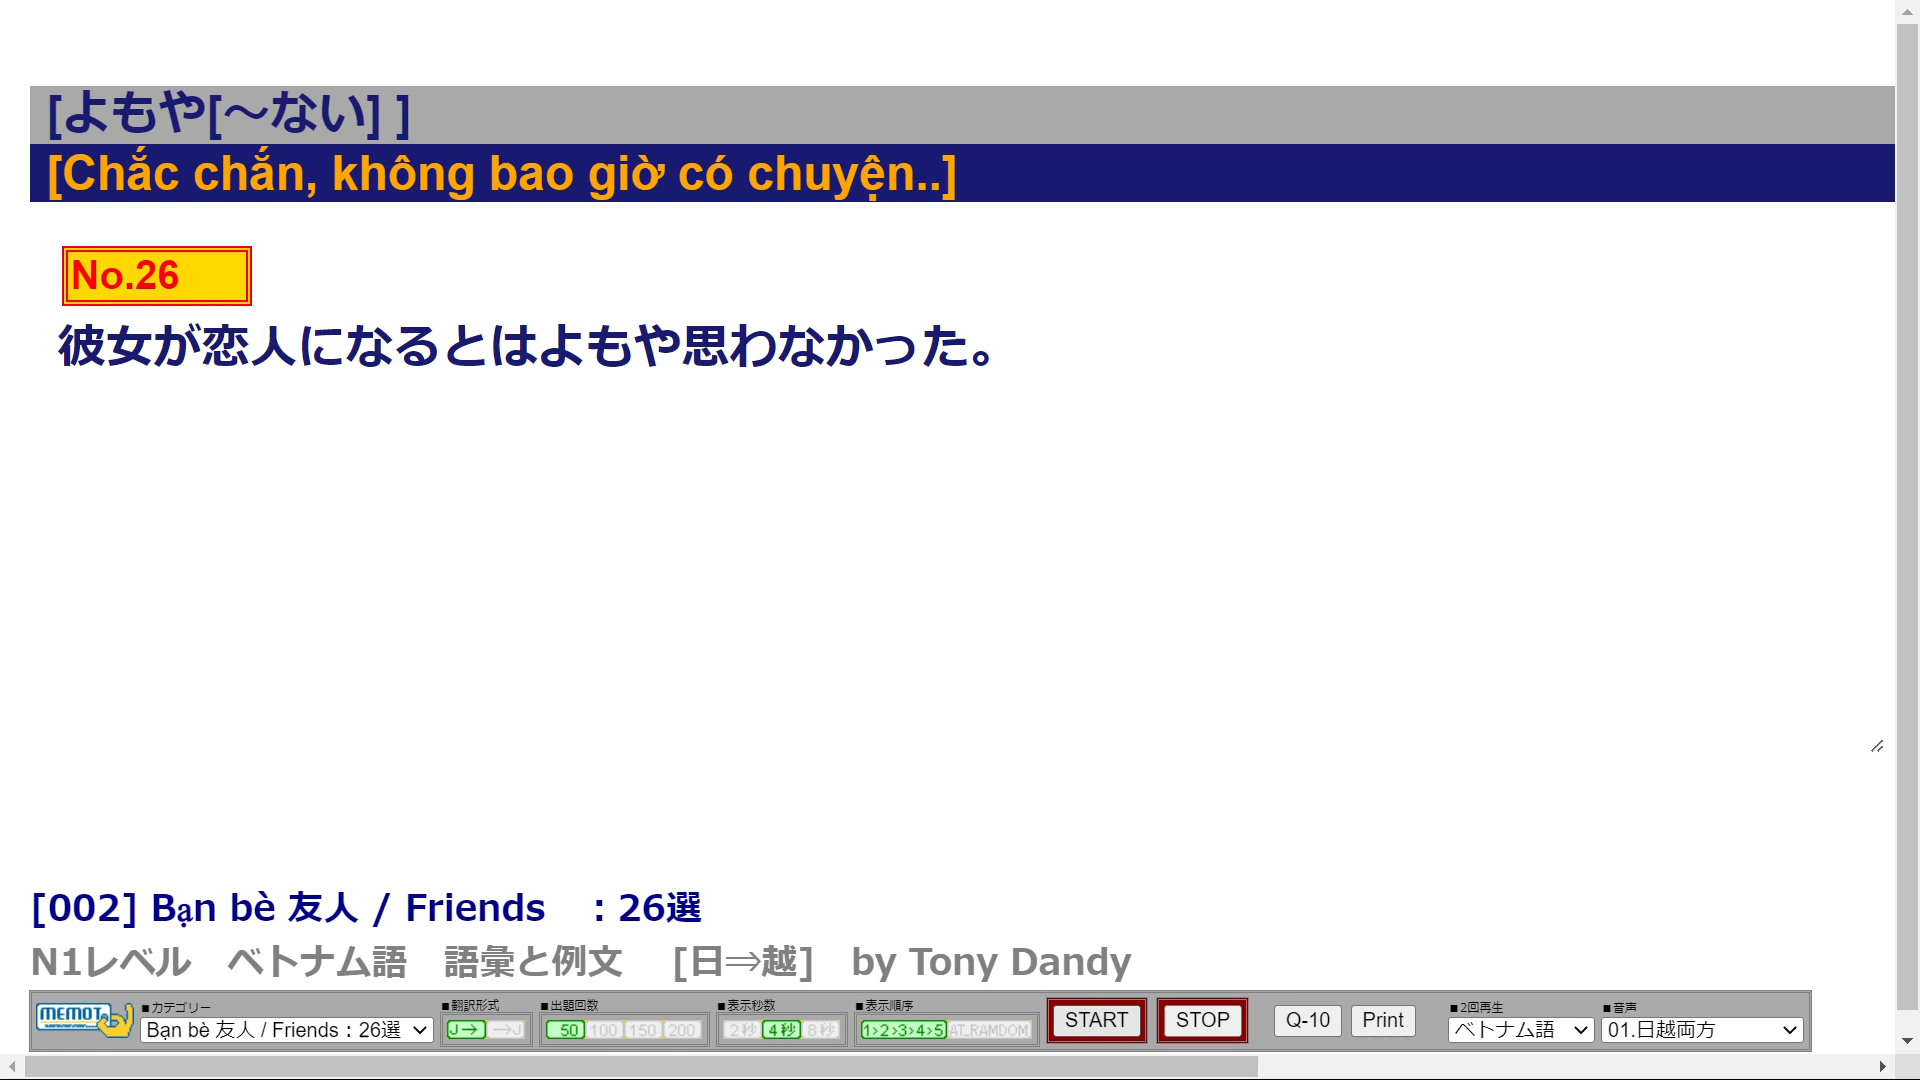 [よもや[～ない] ]
[Chắc chắn, không bao giờ có chuyện..]
No.26
彼女が恋人になるとはよもや思わなかった。
[002] Bạn bè 友人 / Friends　: 26選
N1レベル　ベトナム語　語彙と例文　 [日⇒越]　by Tony Dandy
MEMOT
■カテゴリー
Bạn bè 友人 / Friends : 26選
■翻訳形式
J→ →J
■出題回数
50 100 150 200
■表示秒数
2秒 4秒 8秒
■表示順序
1>2>3>4>5 AT_RAMDOM
START
STOP
Q-10
Print
■2回再生
ベトナム語
■音声
01.日越両方